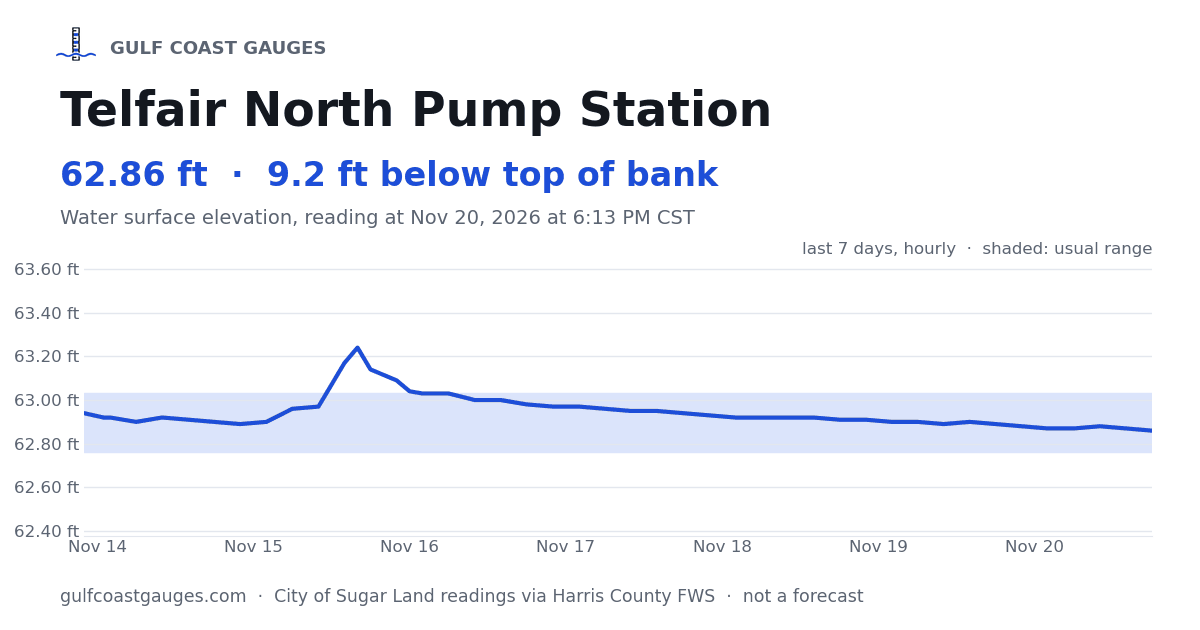 GULF COAST GAUGES
Telfair North Pump Station
62.86 ft · 9.2 ft below top of bank
Water surface elevation, reading at Nov 20, 2026 at 6:13 PM CST
last 7 days, hourly · shaded: usual range
63.60 ft
63.40 ft
63.20 ft
63.00 ft
62.80 ft
62.60 ft
62.40 ft
Nov 14 Nov 15 Nov 16 Nov 17 Nov 18 Nov 19 Nov 20
gulfcoastgauges.com · City of Sugar Land readings via Harris County FWS · not a forecast